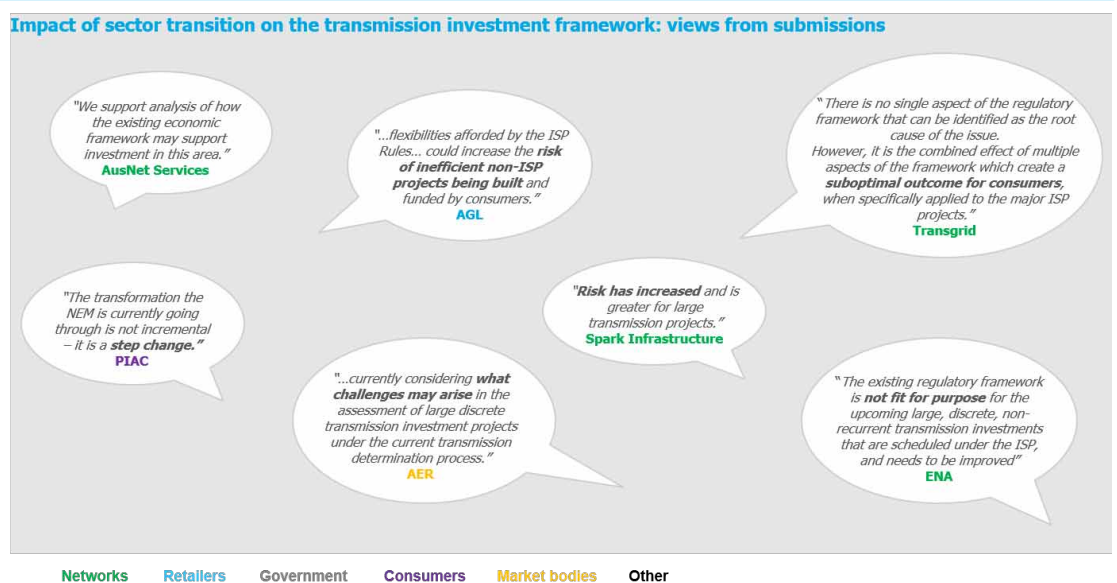 Impact of sector transition on the transmission investment framework: views from submissions
"We support analysis of how
the existing economic
framework may support
investment in this area."
AusNet Services
"...flexibilities afforded by the ISP
Rules... could increase the risk
of inefficient non-ISP
projects being built and
funded by consumers."
AGL
"There is no single aspect of the regulatory
framework that can be identified as the root
cause of the issue.
However, it is the combined effect of multiple
aspects of the framework which create a
suboptimal outcome for consumers,
when specifically applied to the major ISP
projects."
Transgrid
"The transformation the
NEM is currently going
through is not incremental
– it is a step change."
PIAC
"Risk has increased and is
greater for large
transmission projects."
Spark Infrastructure
"...currently considering what
challenges may arise in the
assessment of large discrete
transmission investment projects
under the current transmission
determination process."
AER
"The existing regulatory framework
is not fit for purpose for the
upcoming large, discrete, non-
recurrent transmission investments
that are scheduled under the ISP,
and needs to be improved"
ENA
Networks Retailers Government Consumers Market bodies Other